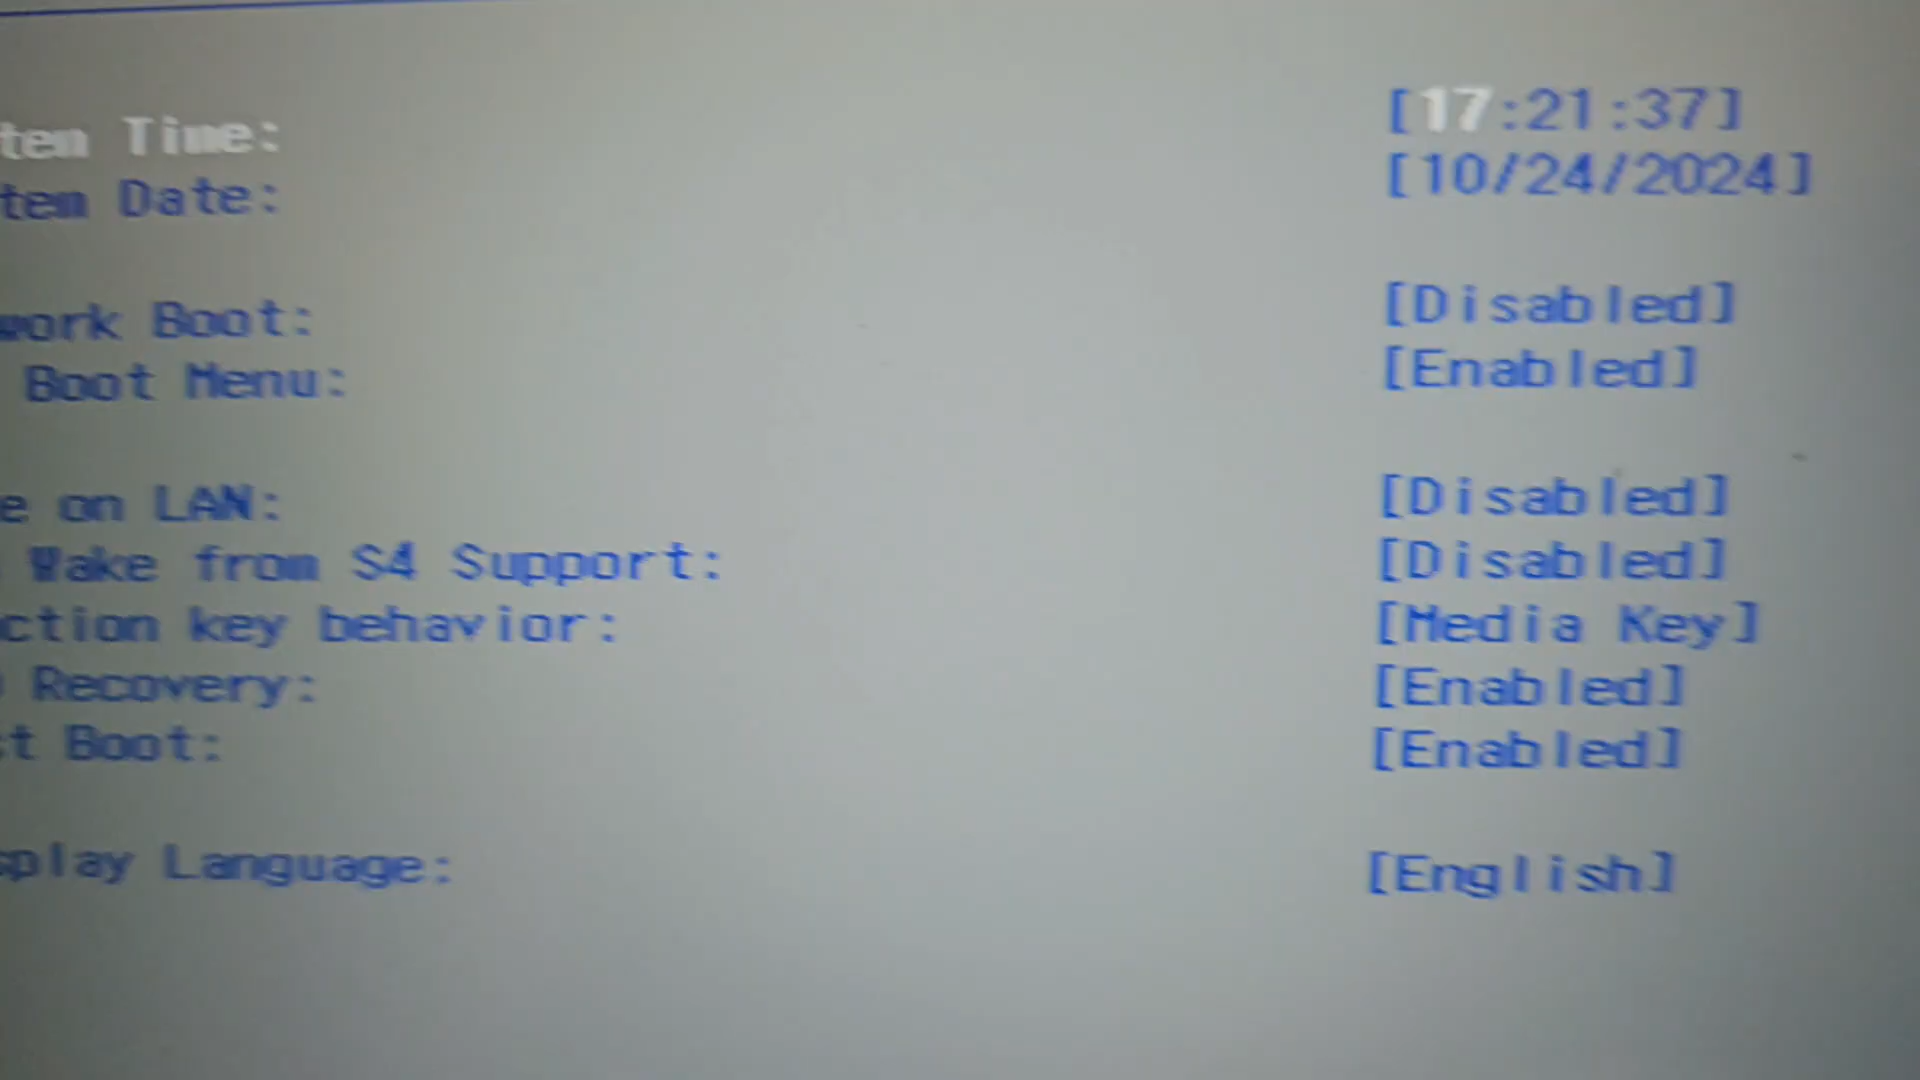 tem Time: [17:21:37]
tem Date: [10/24/2024]
work Boot: [Disabled]
Boot Menu: [Enabled]
e on LAN: [Disabled]
Wake from S4 Support: [Disabled]
ction key behavior: [Media Key]
Recovery: [Enabled]
t Boot: [Enabled]
splay Language: [English]